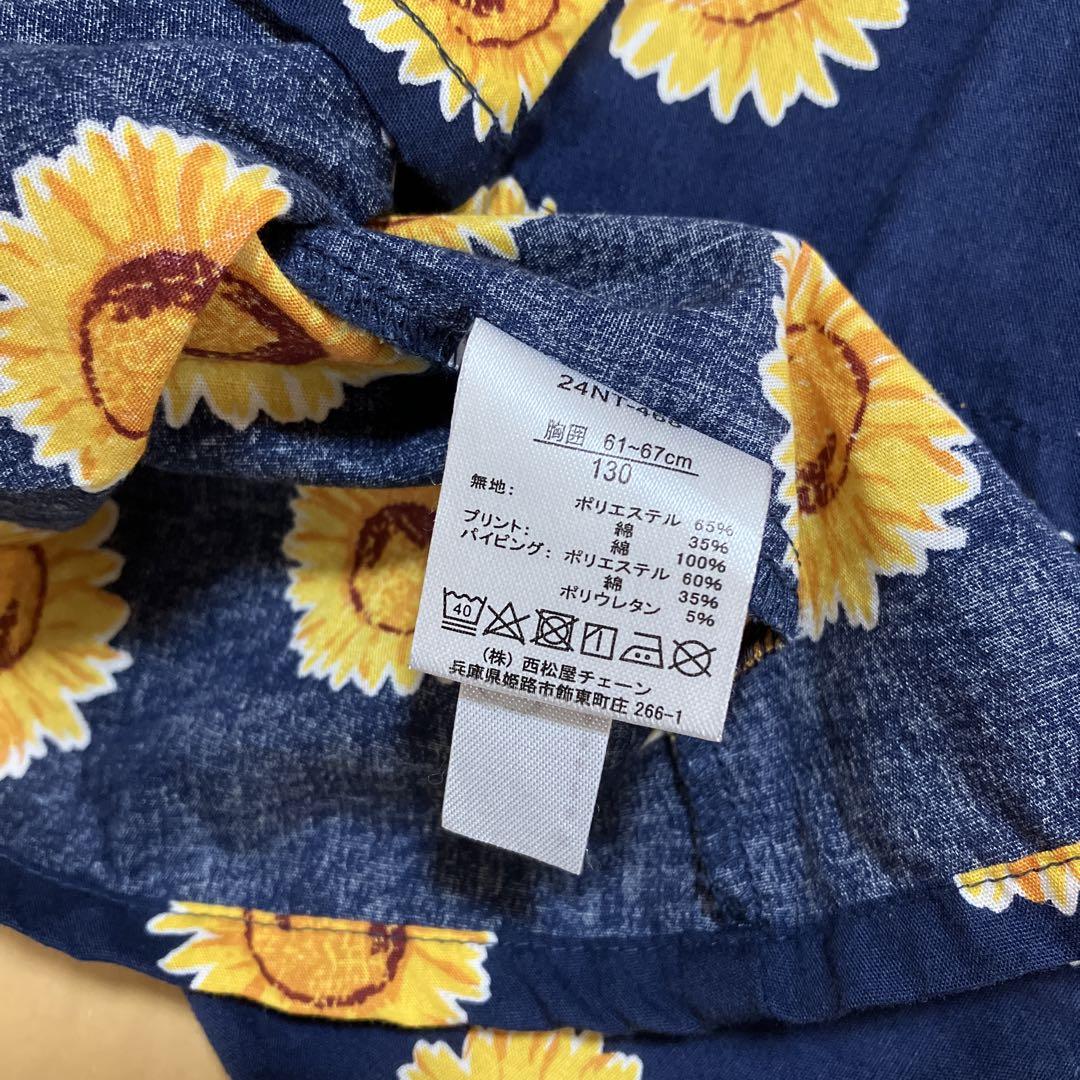 胸囲 61~67cm
130
無地: ポリエステル 65%
綿 35%
プリント: 綿 100%
パイピング: ポリエステル 60%
綿 35%
ポリウレタン 5%
40
(株) 西松屋チェーン
兵庫県姫路市飾東町庄 266-1